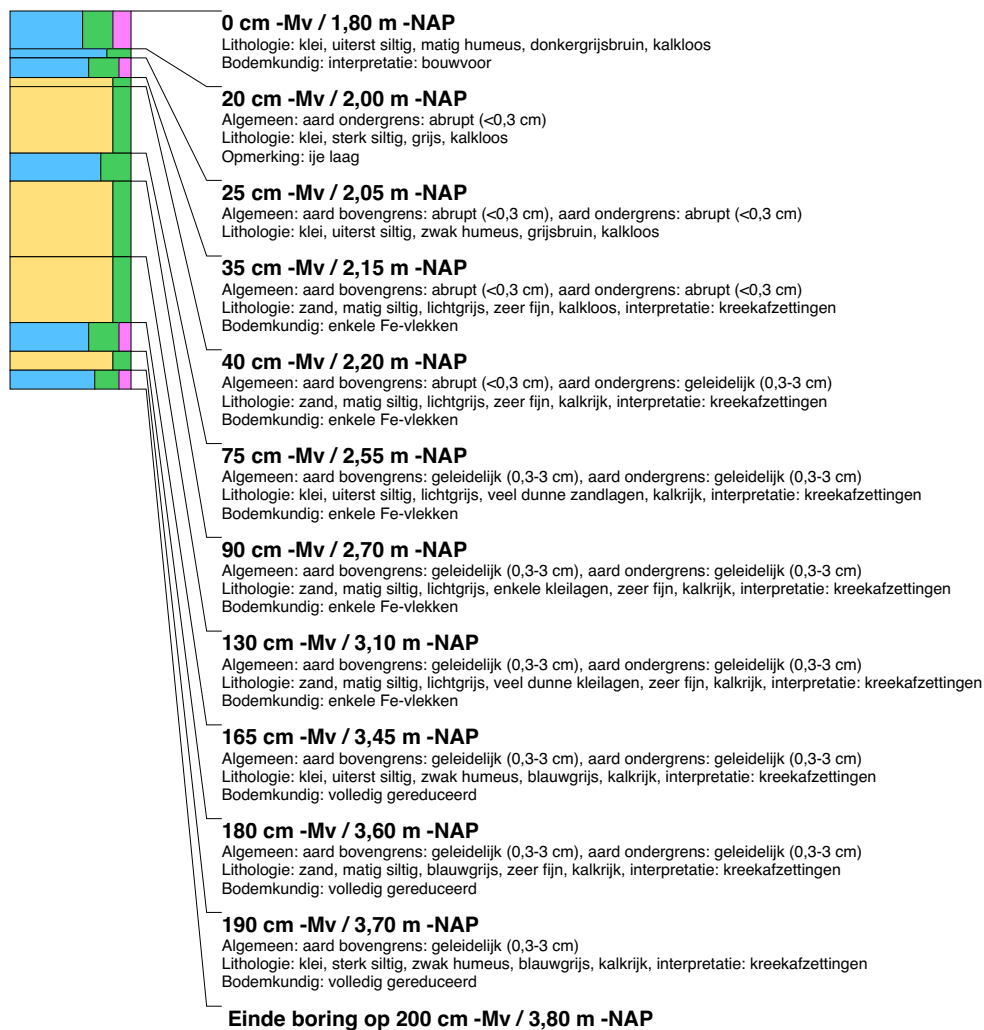 0 cm -Mv / 1,80 m -NAP
Lithologie: klei, uiterst siltig, matig humeus, donkergrijsbruin, kalkloos
Bodemkundig: interpretatie: bouwvoor
20 cm -Mv / 2,00 m -NAP
Algemeen: aard ondergrens: abrupt (<0,3 cm)
Lithologie: klei, sterk siltig, grijs, kalkloos
Opmerking: ije laag
25 cm -Mv / 2,05 m -NAP
Algemeen: aard bovengrens: abrupt (<0,3 cm), aard ondergrens: abrupt (<0,3 cm)
Lithologie: klei, uiterst siltig, zwak humeus, grijsbruin, kalkloos
35 cm -Mv / 2,15 m -NAP
Algemeen: aard bovengrens: abrupt (<0,3 cm), aard ondergrens: abrupt (<0,3 cm)
Lithologie: zand, matig siltig, lichtgrijs, zeer fijn, kalkloos, interpretatie: kreekafzettingen
Bodemkundig: enkele Fe-vlekken
40 cm -Mv / 2,20 m -NAP
Algemeen: aard bovengrens: abrupt (<0,3 cm), aard ondergrens: geleidelijk (0,3-3 cm)
Lithologie: zand, matig siltig, lichtgrijs, zeer fijn, kalkrijk, interpretatie: kreekafzettingen
Bodemkundig: enkele Fe-vlekken
75 cm -Mv / 2,55 m -NAP
Algemeen: aard bovengrens: geleidelijk (0,3-3 cm), aard ondergrens: geleidelijk (0,3-3 cm)
Lithologie: klei, uiterst siltig, lichtgrijs, veel dunne zandlagen, kalkrijk, interpretatie: kreekafzettingen
Bodemkundig: enkele Fe-vlekken
90 cm -Mv / 2,70 m -NAP
Algemeen: aard bovengrens: geleidelijk (0,3-3 cm), aard ondergrens: geleidelijk (0,3-3 cm)
Lithologie: zand, matig siltig, lichtgrijs, enkele kleilagen, zeer fijn, kalkrijk, interpretatie: kreekafzettingen
Bodemkundig: enkele Fe-vlekken
130 cm -Mv / 3,10 m -NAP
Algemeen: aard bovengrens: geleidelijk (0,3-3 cm), aard ondergrens: geleidelijk (0,3-3 cm)
Lithologie: zand, matig siltig, lichtgrijs, veel dunne kleilagen, zeer fijn, kalkrijk, interpretatie: kreekafzettingen
Bodemkundig: enkele Fe-vlekken
165 cm -Mv / 3,45 m -NAP
Algemeen: aard bovengrens: geleidelijk (0,3-3 cm), aard ondergrens: geleidelijk (0,3-3 cm)
Lithologie: klei, uiterst siltig, zwak humeus, blauwgrijs, kalkrijk, interpretatie: kreekafzettingen
Bodemkundig: volledig gereduceerd
180 cm -Mv / 3,60 m -NAP
Algemeen: aard bovengrens: geleidelijk (0,3-3 cm), aard ondergrens: geleidelijk (0,3-3 cm)
Lithologie: zand, matig siltig, blauwgrijs, zeer fijn, kalkrijk, interpretatie: kreekafzettingen
Bodemkundig: volledig gereduceerd
190 cm -Mv / 3,70 m -NAP
Algemeen: aard bovengrens: geleidelijk (0,3-3 cm)
Lithologie: klei, sterk siltig, zwak humeus, blauwgrijs, kalkrijk, interpretatie: kreekafzettingen
Bodemkundig: volledig gereduceerd
Einde boring op 200 cm -Mv / 3,80 m -NAP